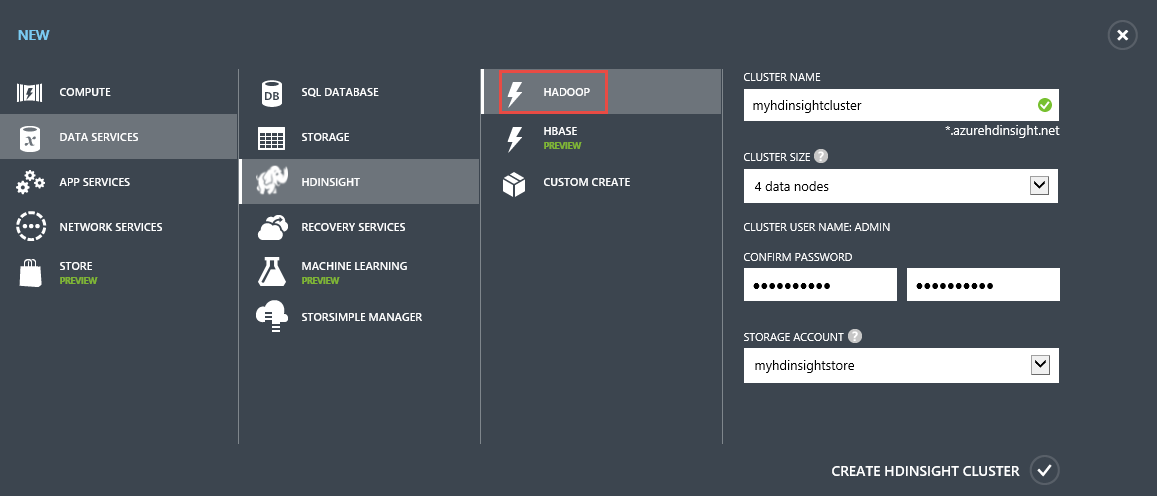 NEW
COMPUTE
DATA SERVICES
APP SERVICES
NETWORK SERVICES
STORE
PREVIEW
DB
SQL DATABASE
STORAGE
HDINSIGHT
RECOVERY SERVICES
MACHINE LEARNING
PREVIEW
STORSIMPLE MANAGER
HADOOP
HBASE
PREVIEW
CUSTOM CREATE
CLUSTER NAME
myhdinsightcluster
*.azurehdinsight.net
CLUSTER SIZE ?
4 data nodes
CLUSTER USER NAME: ADMIN
CONFIRM PASSWORD
●●●●●●●●●● ●●●●●●●●●●
STORAGE ACCOUNT ?
myhdinsightstore
CREATE HDINSIGHT CLUSTER